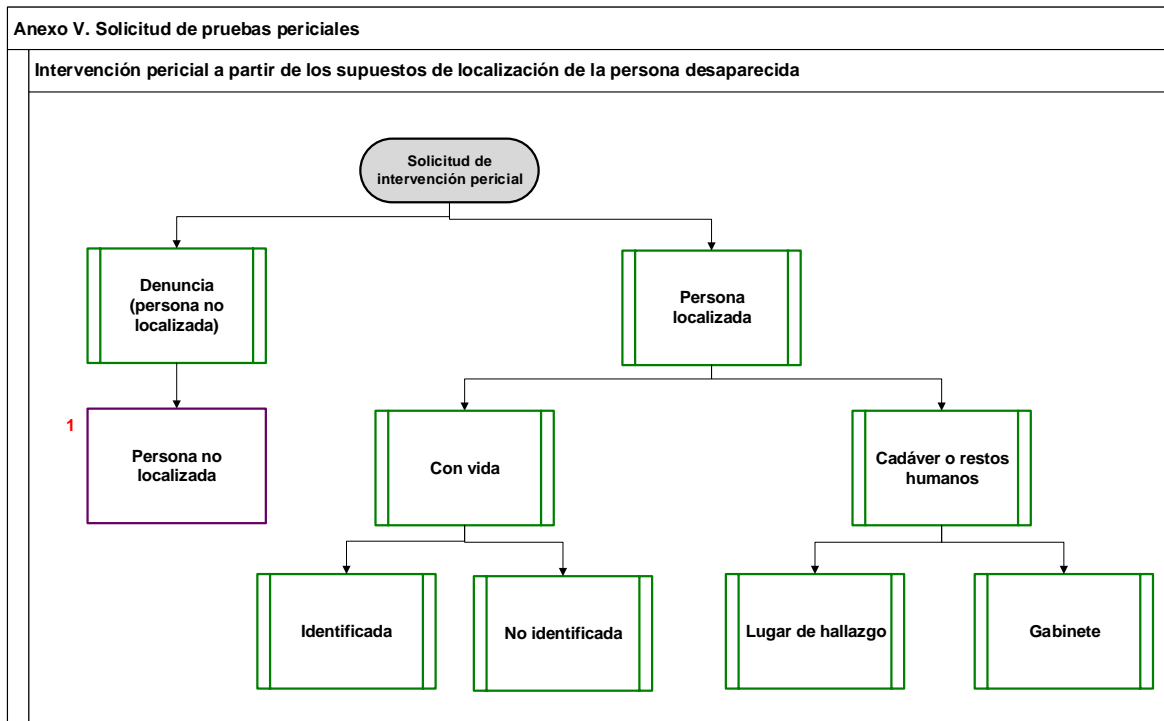 Anexo V. Solicitud de pruebas periciales
Intervención pericial a partir de los supuestos de localización de la persona desaparecida
Solicitud de
intervención pericial
Denuncia
(persona no
localizada)
Persona
localizada
1
Persona no
localizada
Con vida
Cadáver o restos
humanos
Identificada
No identificada
Lugar de hallazgo
Gabinete